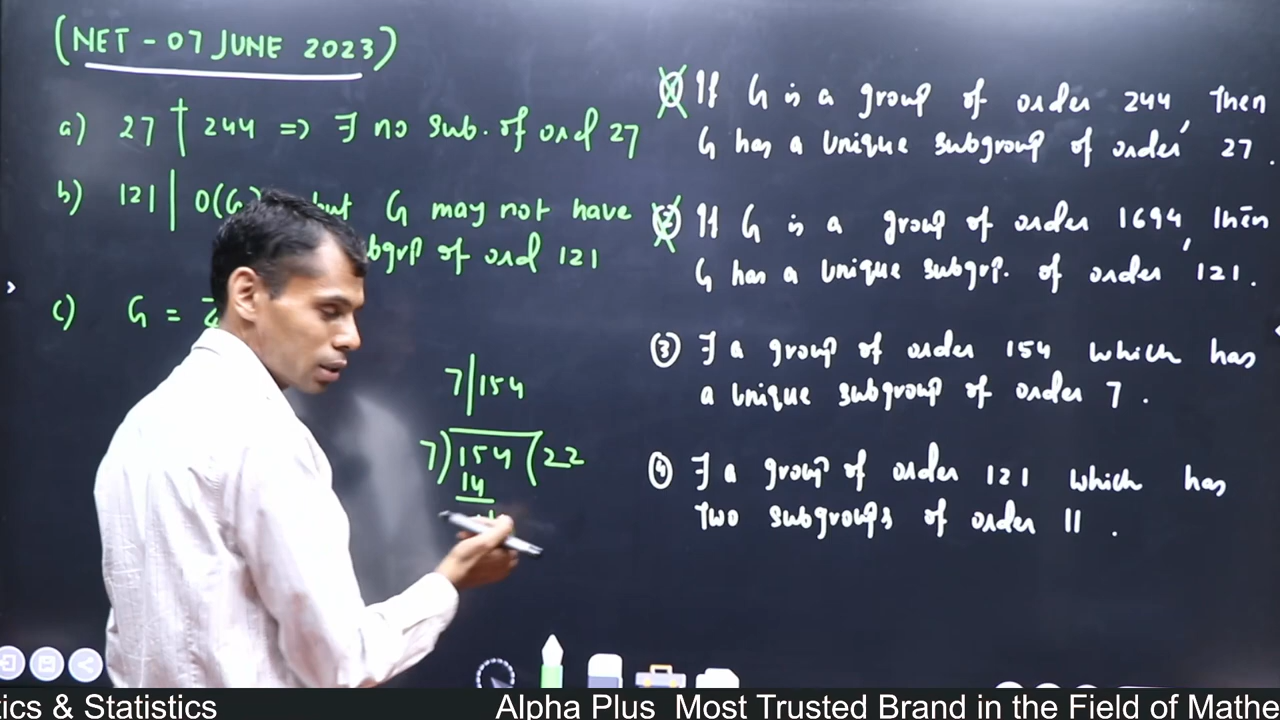 (NET - 07 JUNE 2023)
a) 27 ∤ 244 => ∃ no sub. of ord 27
b) 121 | O(G) but G may not have
of ord 121
c) G =
7 | 154
7)154(22
14
① If G is a group of order 244, Then
G has a Unique subgroup of order 27.
② If G is a group of order 1694, Then
G has a Unique subgrp. of order 121.
③ ∃ a group of order 154 which has
a Unique subgroup of order 7.
④ ∃ a group of order 121 which has
Two subgroups of order 11.
tics & Statistics Alpha Plus Most Trusted Brand in the Field of Mathe